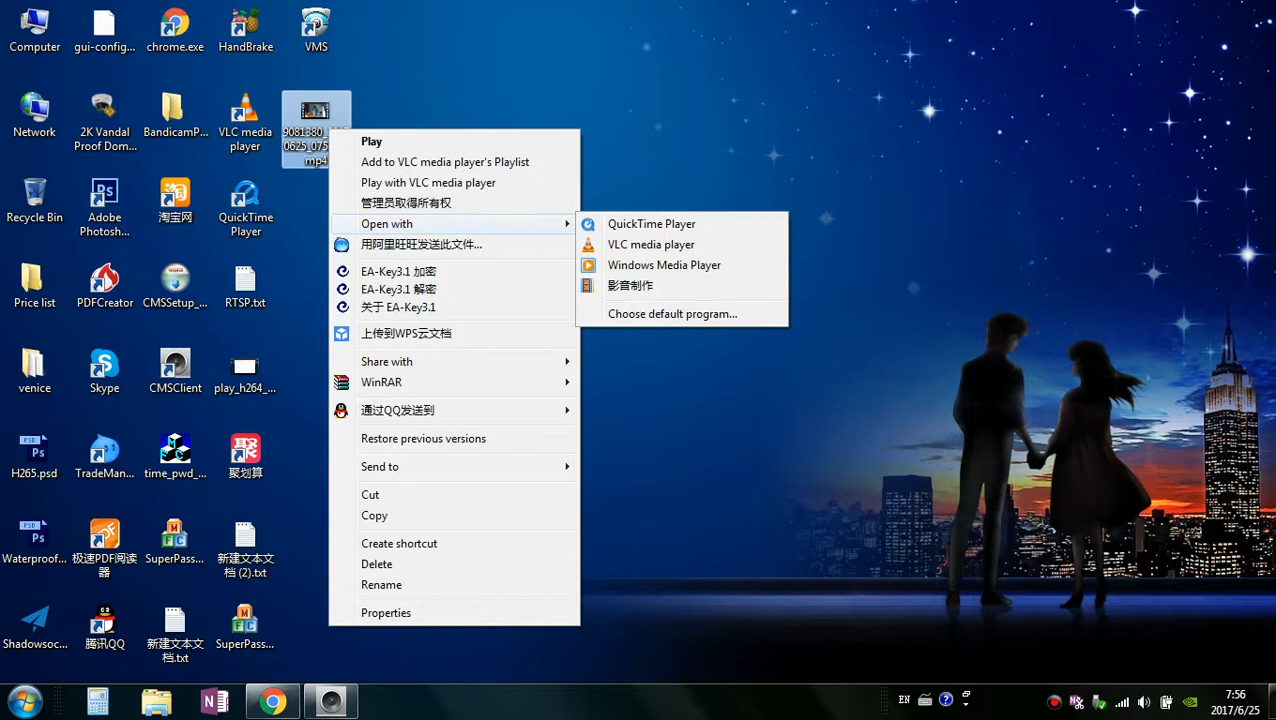 Computer
gui-config...
chrome.exe
HandBrake
VMS
Network
2K Vandal
Proof Dom...
BandicamP...
VLC media
player
9081380_
0625_075
mp4
Recycle Bin
Adobe
Photosh...
淘宝网
QuickTime
Player
Price list
PDFCreator
CMSSetup_...
RTSP.txt
venice
Skype
CMSClient
play_h264_...
H265.psd
TradeMan...
time_pwd_...
聚划算
Waterproof...
极速PDF阅读
器
SuperPass...
新建文本文
档 (2).txt
Shadowsoc...
腾讯QQ
新建文本文
档.txt
SuperPass...
Play
Add to VLC media player's Playlist
Play with VLC media player
管理员取得所有权
Open with
用阿里旺旺发送此文件...
EA-Key3.1 加密
EA-Key3.1 解密
关于 EA-Key3.1
上传到WPS云文档
Share with
WinRAR
通过QQ发送到
Restore previous versions
Send to
Cut
Copy
Create shortcut
Delete
Rename
Properties
QuickTime Player
VLC media player
Windows Media Player
影音制作
Choose default program...
EN
7:56
2017/6/25